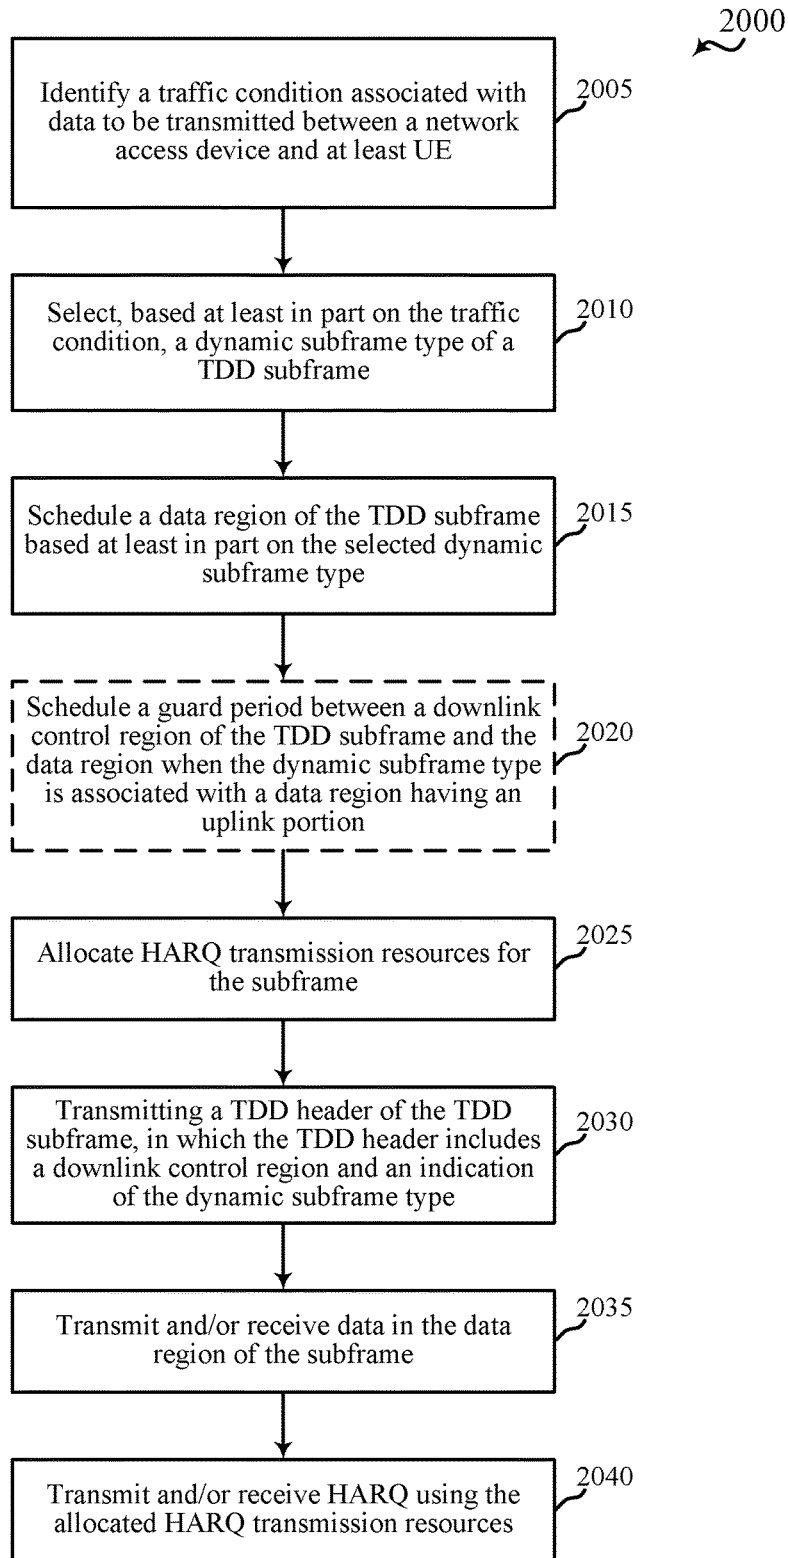 2000
Identify a traffic condition associated with
data to be transmitted between a network
access device and at least UE
2005
Select, based at least in part on the traffic
condition, a dynamic subframe type of a
TDD subframe
2010
Schedule a data region of the TDD subframe
based at least in part on the selected dynamic
subframe type
2015
Schedule a guard period between a downlink
control region of the TDD subframe and the
data region when the dynamic subframe type
is associated with a data region having an
uplink portion
2020
Allocate HARQ transmission resources for
the subframe
2025
Transmitting a TDD header of the TDD
subframe, in which the TDD header includes
a downlink control region and an indication
of the dynamic subframe type
2030
Transmit and/or receive data in the data
region of the subframe
2035
Transmit and/or receive HARQ using the
allocated HARQ transmission resources
2040